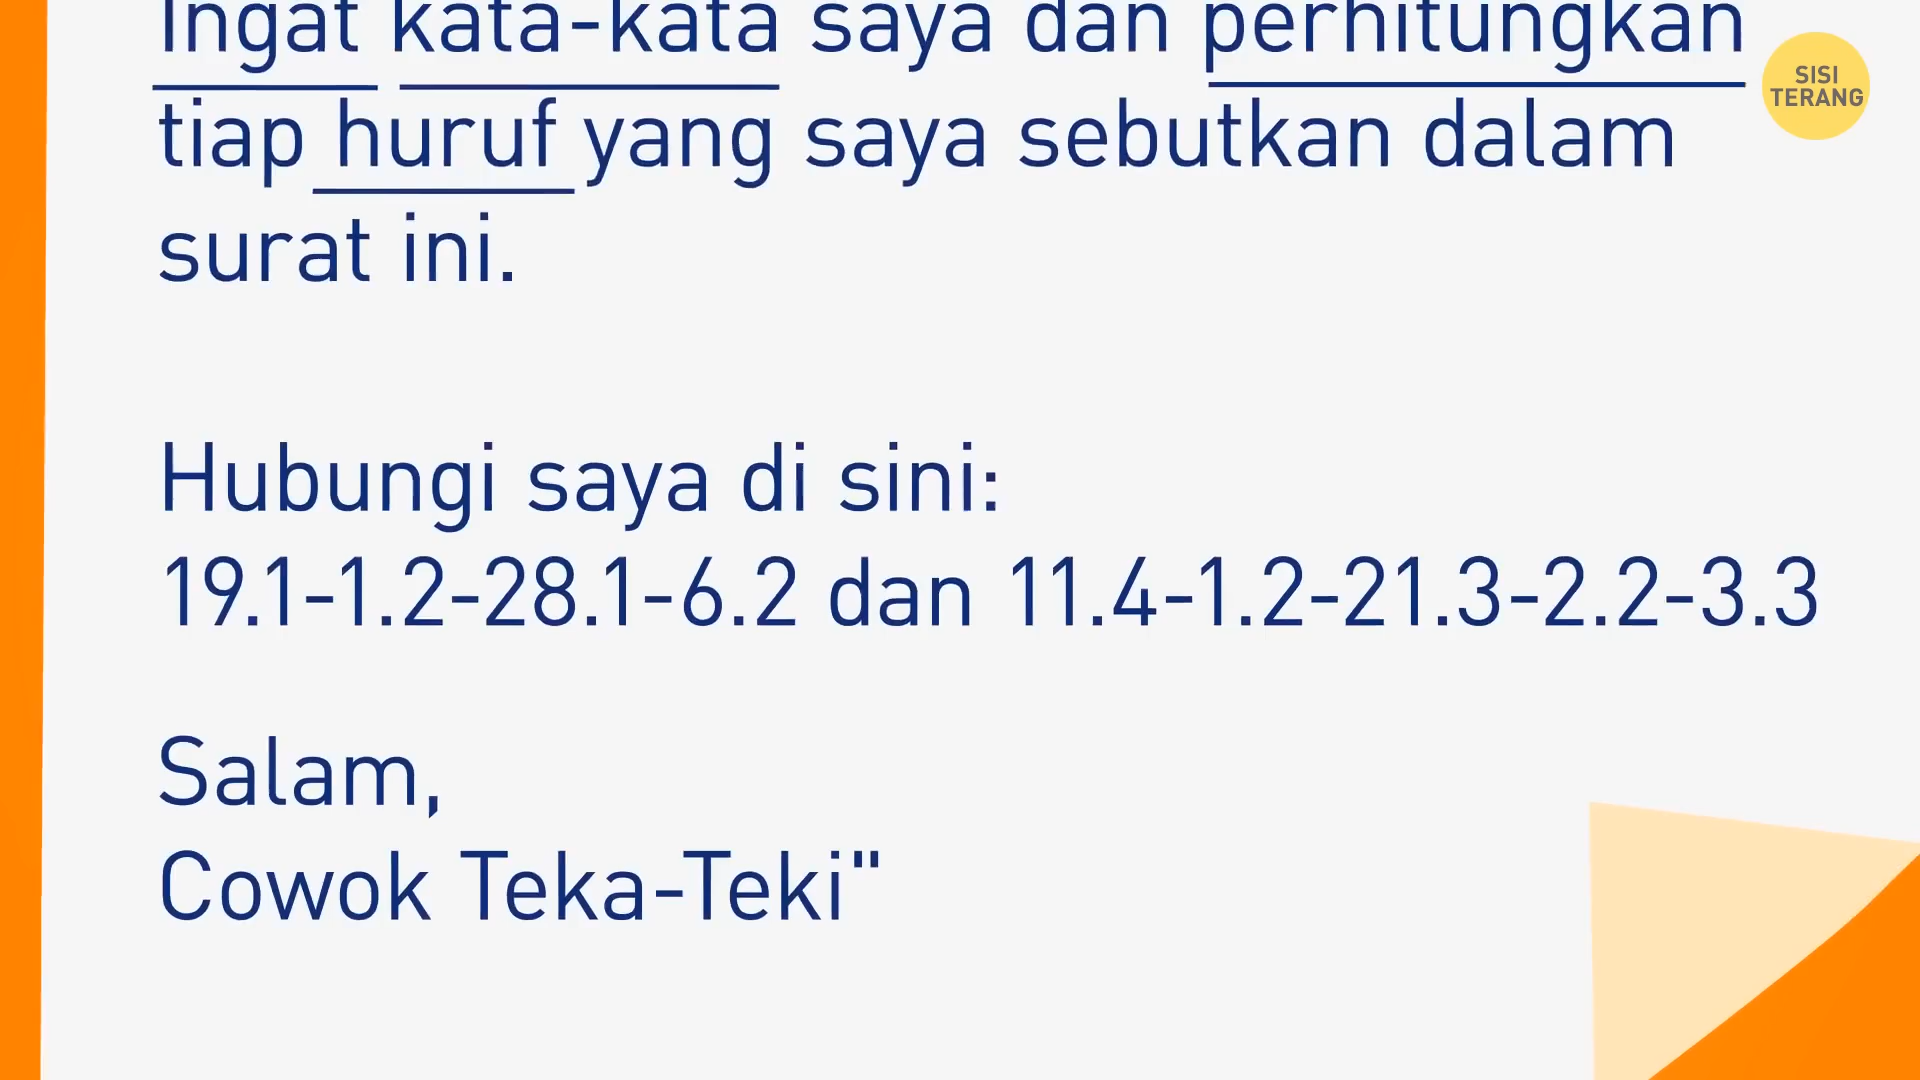 Ingat kata-kata saya dan perhitungkan
tiap huruf yang saya sebutkan dalam
surat ini.
Hubungi saya di sini:
19.1-1.2-28.1-6.2 dan 11.4-1.2-21.3-2.2-3.3
Salam,
Cowok Teka-Teki"
SISI
TERANG